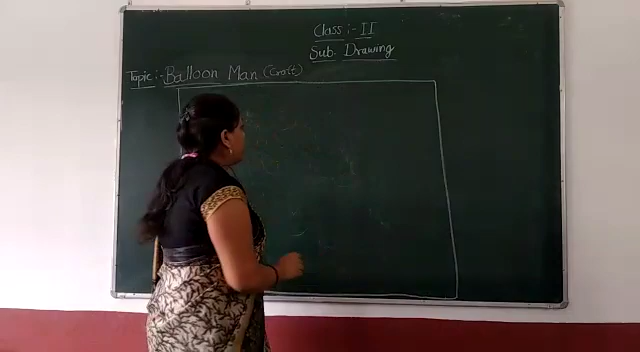 Class :- II
Sub- Drawing
Topic :- Balloon Man (Craft)